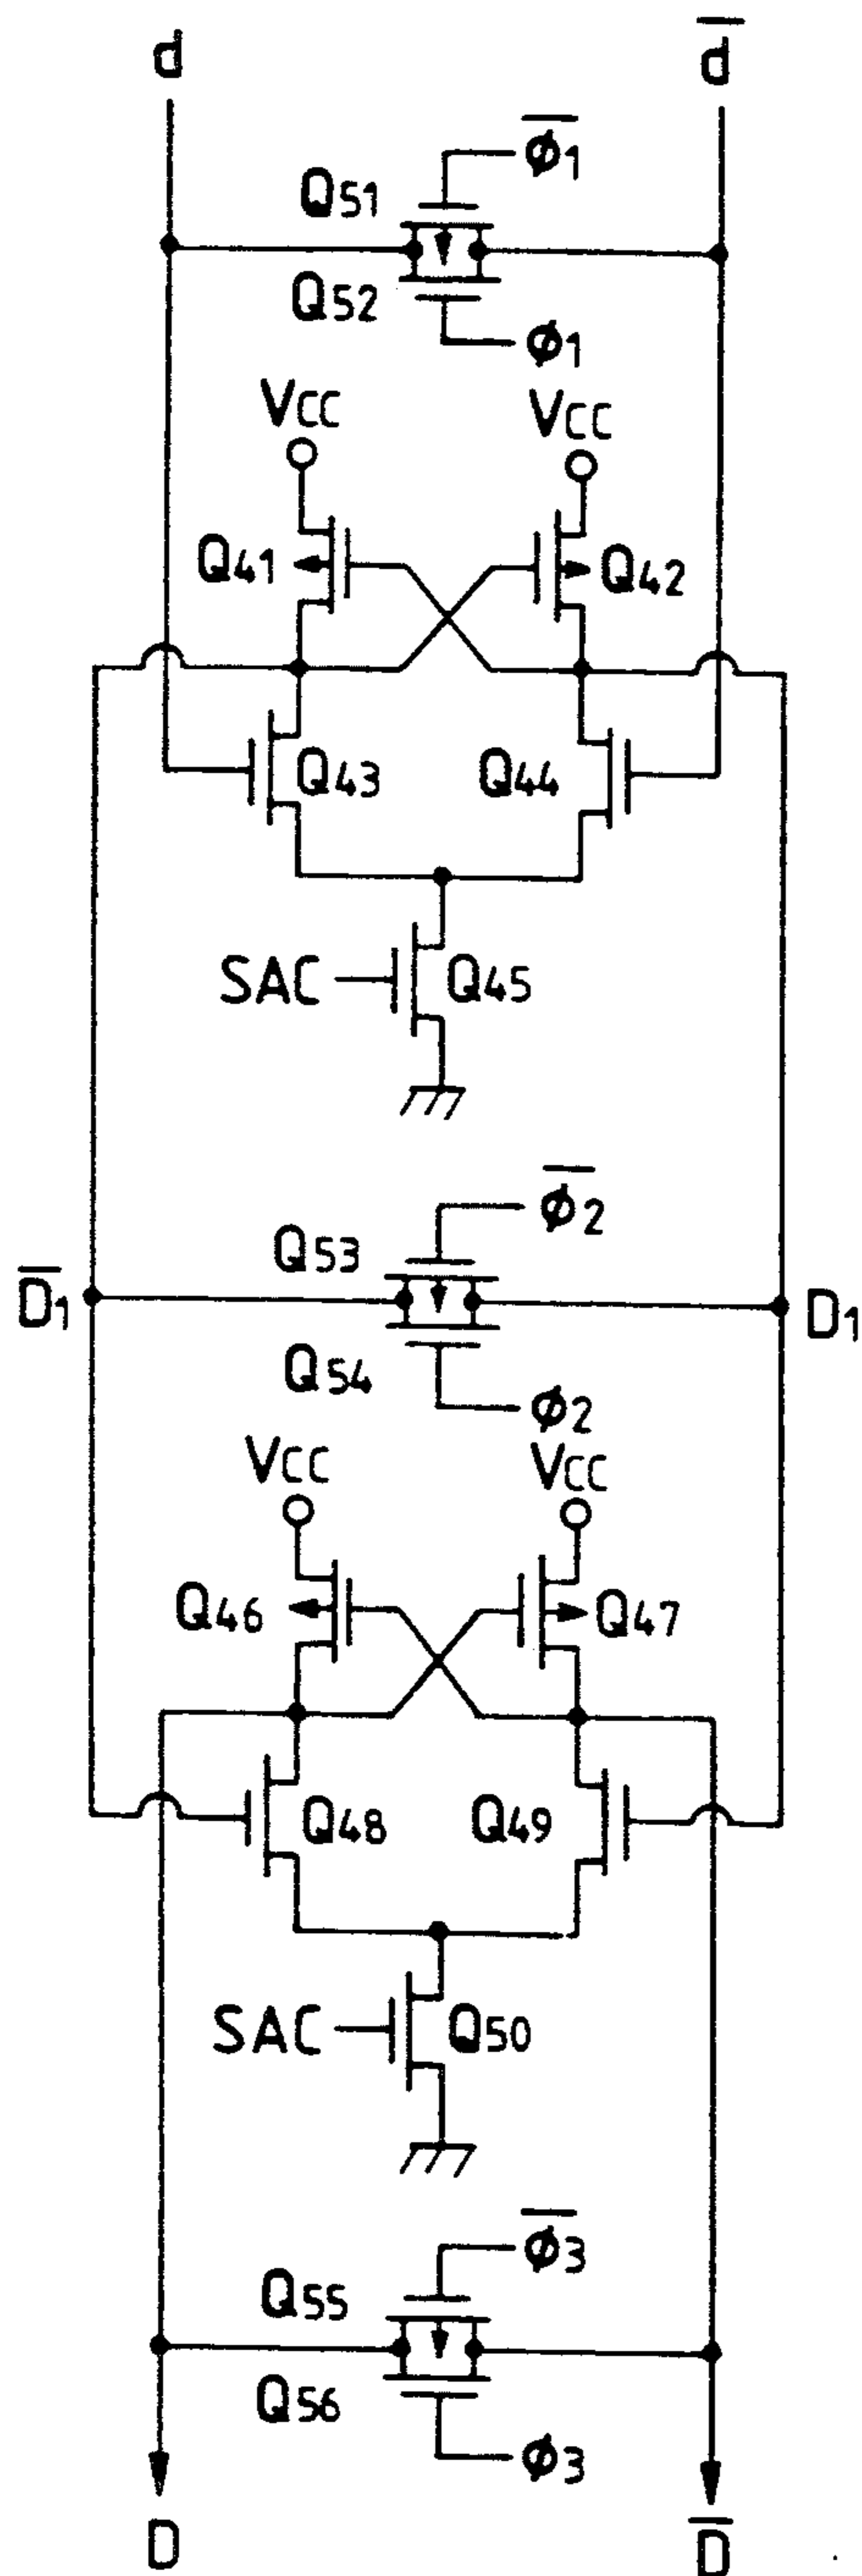 d d̅
φ̅1
Q51
Q52
φ1
VCC VCC
Q41 Q42
Q43 Q44
SAC Q45
φ̅2
Q53
D̅1 D1
Q54
φ2
VCC VCC
Q46 Q47
Q48 Q49
SAC Q50
φ̅3
Q55
Q56
φ3
D D̅